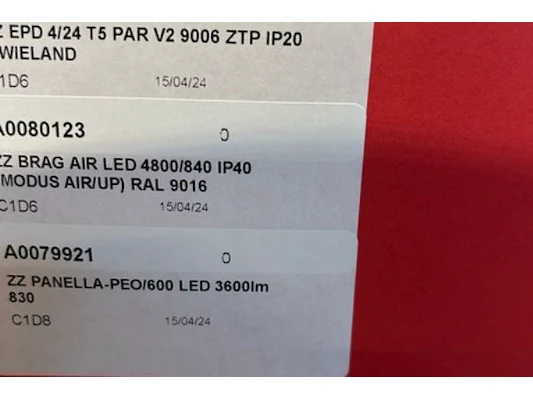 Z EPD 4/24 T5 PAR V2 9006 ZTP IP20
WIELAND
C1D6 15/04/24
A0080123 0
ZZ BRAG AIR LED 4800/840 IP40
(MODUS AIR/UP) RAL 9016
C1D6 15/04/24
A0079921 0
ZZ PANELLA-PEO/600 LED 3600lm
830
C1D8 15/04/24